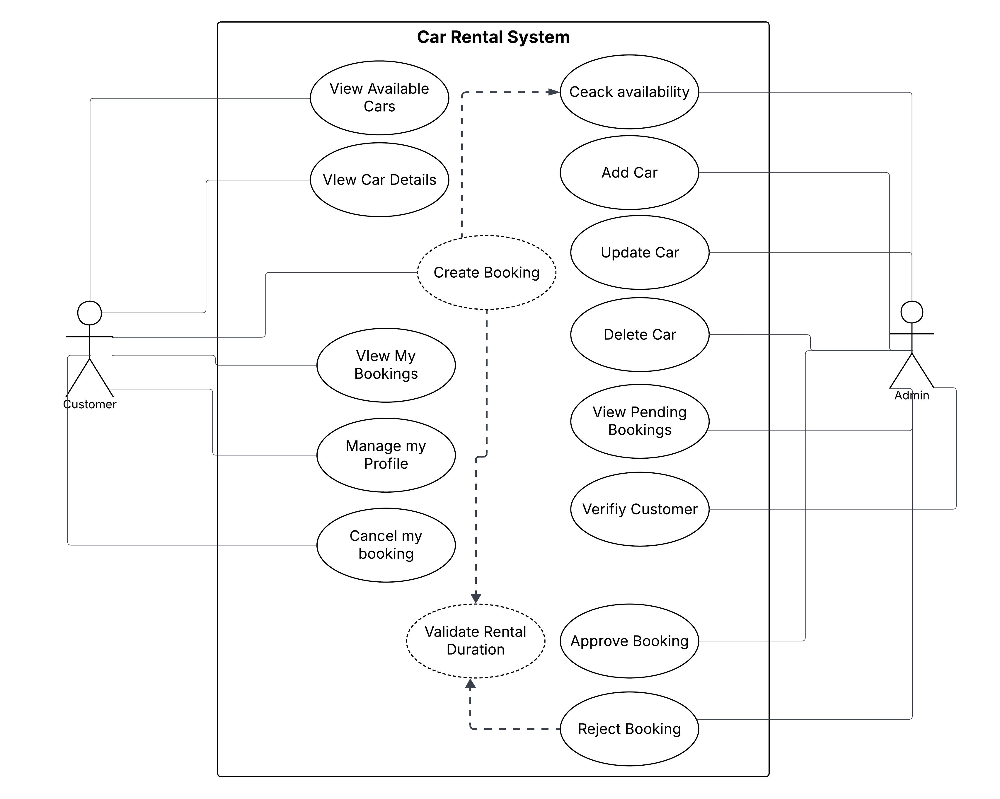 Car Rental System
View Available
Cars
Ceack availability
VIew Car Details
Add Car
Create Booking
Update Car
Delete Car
VIew My
Bookings
Customer
Admin
View Pending
Bookings
Manage my
Profile
Verifiy Customer
Cancel my
booking
Validate Rental
Duration
Approve Booking
Reject Booking